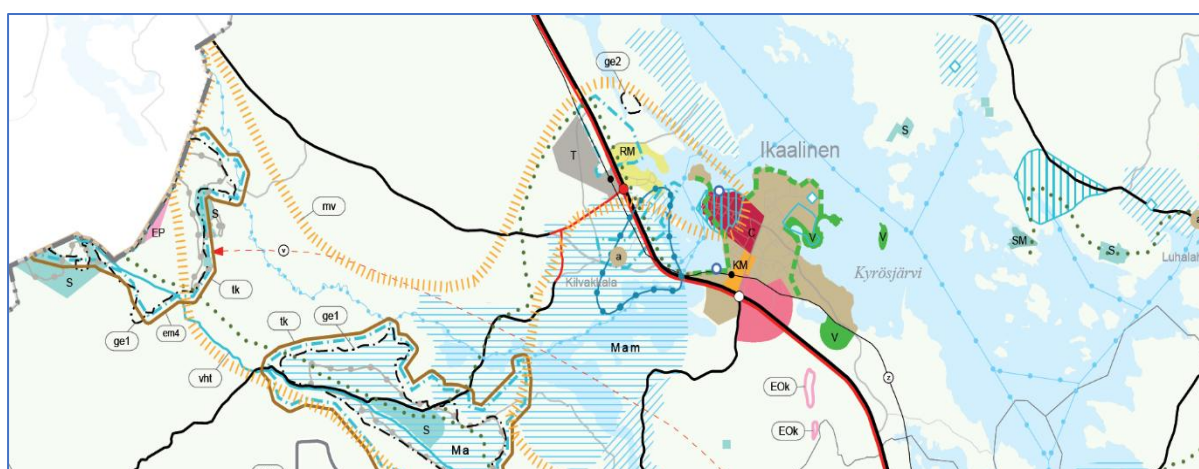 ge2
T
RM
Ikaalinen
S
S
mv
C
EP
V
V
SM
S
v
a
Luhalah
KM
Kyrösjärvi
S
Kilvakkala
tk
ge1
em4
tk
ge1
V
Mam
vht
z
EOk
S
EOk
Ma